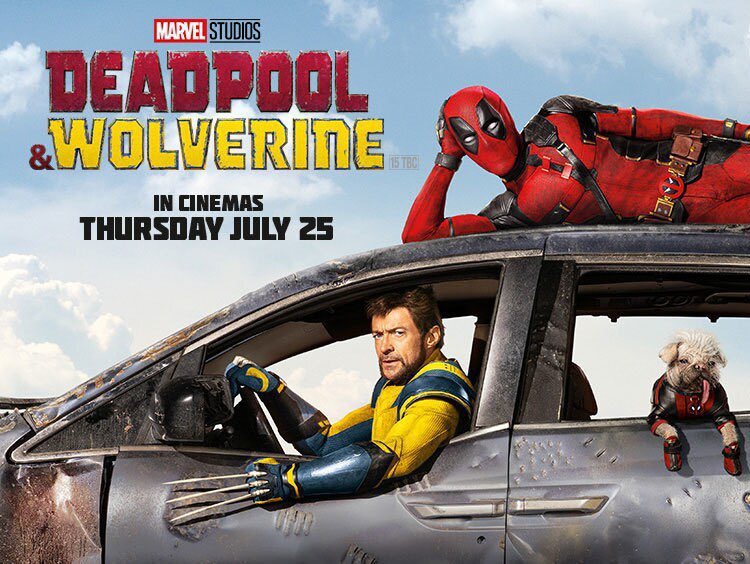 MARVEL STUDIOS
DEADPOOL
& WOLVERINE
15 TBC
IN CINEMAS
THURSDAY JULY 25